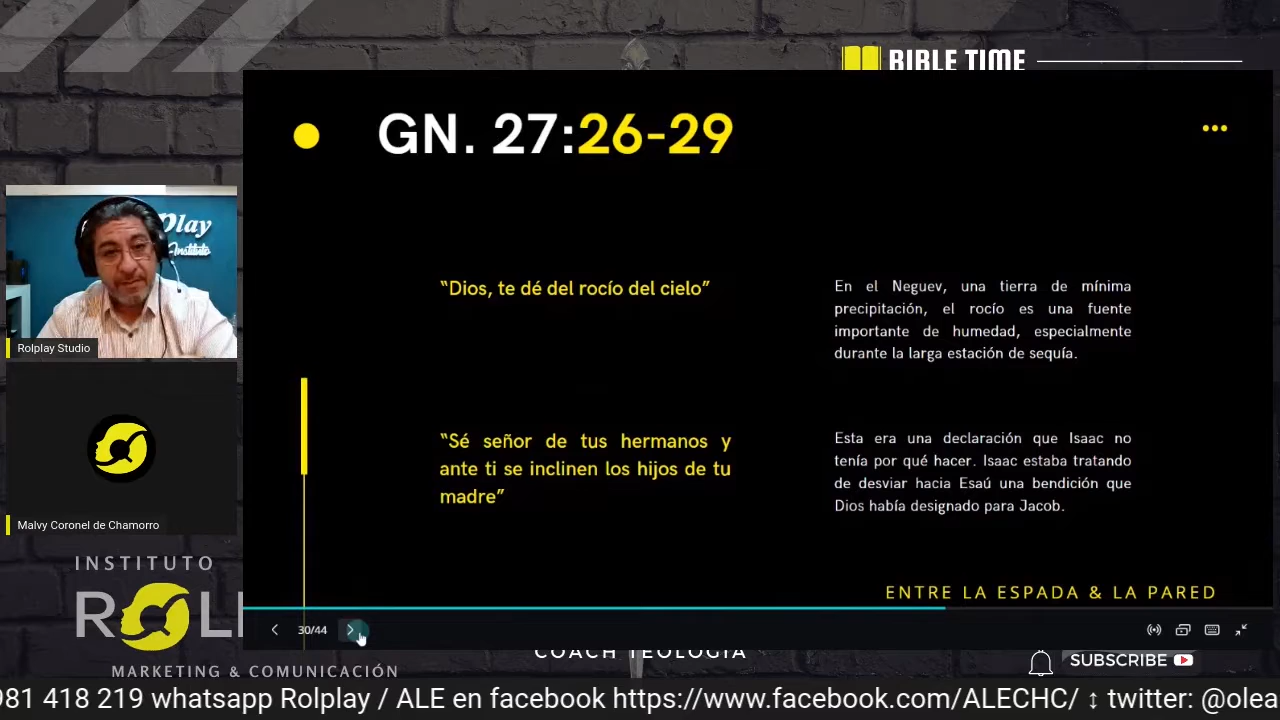 BIBLE TIME
GN. 27:26-29
“Dios, te dé del rocío del cielo”
En el Neguev, una tierra de mínima
precipitación, el rocío es una fuente
importante de humedad, especialmente
durante la larga estación de sequía.
“Sé señor de tus hermanos y
ante ti se inclinen los hijos de tu
madre”
Esta era una declaración que Isaac no
tenía por qué hacer. Isaac estaba tratando
de desviar hacia Esaú una bendición que
Dios había designado para Jacob.
ENTRE LA ESPADA & LA PARED
30/44
Play
Institute
Rolplay Studio
Malvy Coronel de Chamorro
INSTITUTO
ROL
MARKETING & COMUNICACIÓN
COACH TEOLOGÍA
SUBSCRIBE
981 418 219 whatsapp Rolplay / ALE en facebook https://www.facebook.com/ALECHC/ ↕ twitter: @olea